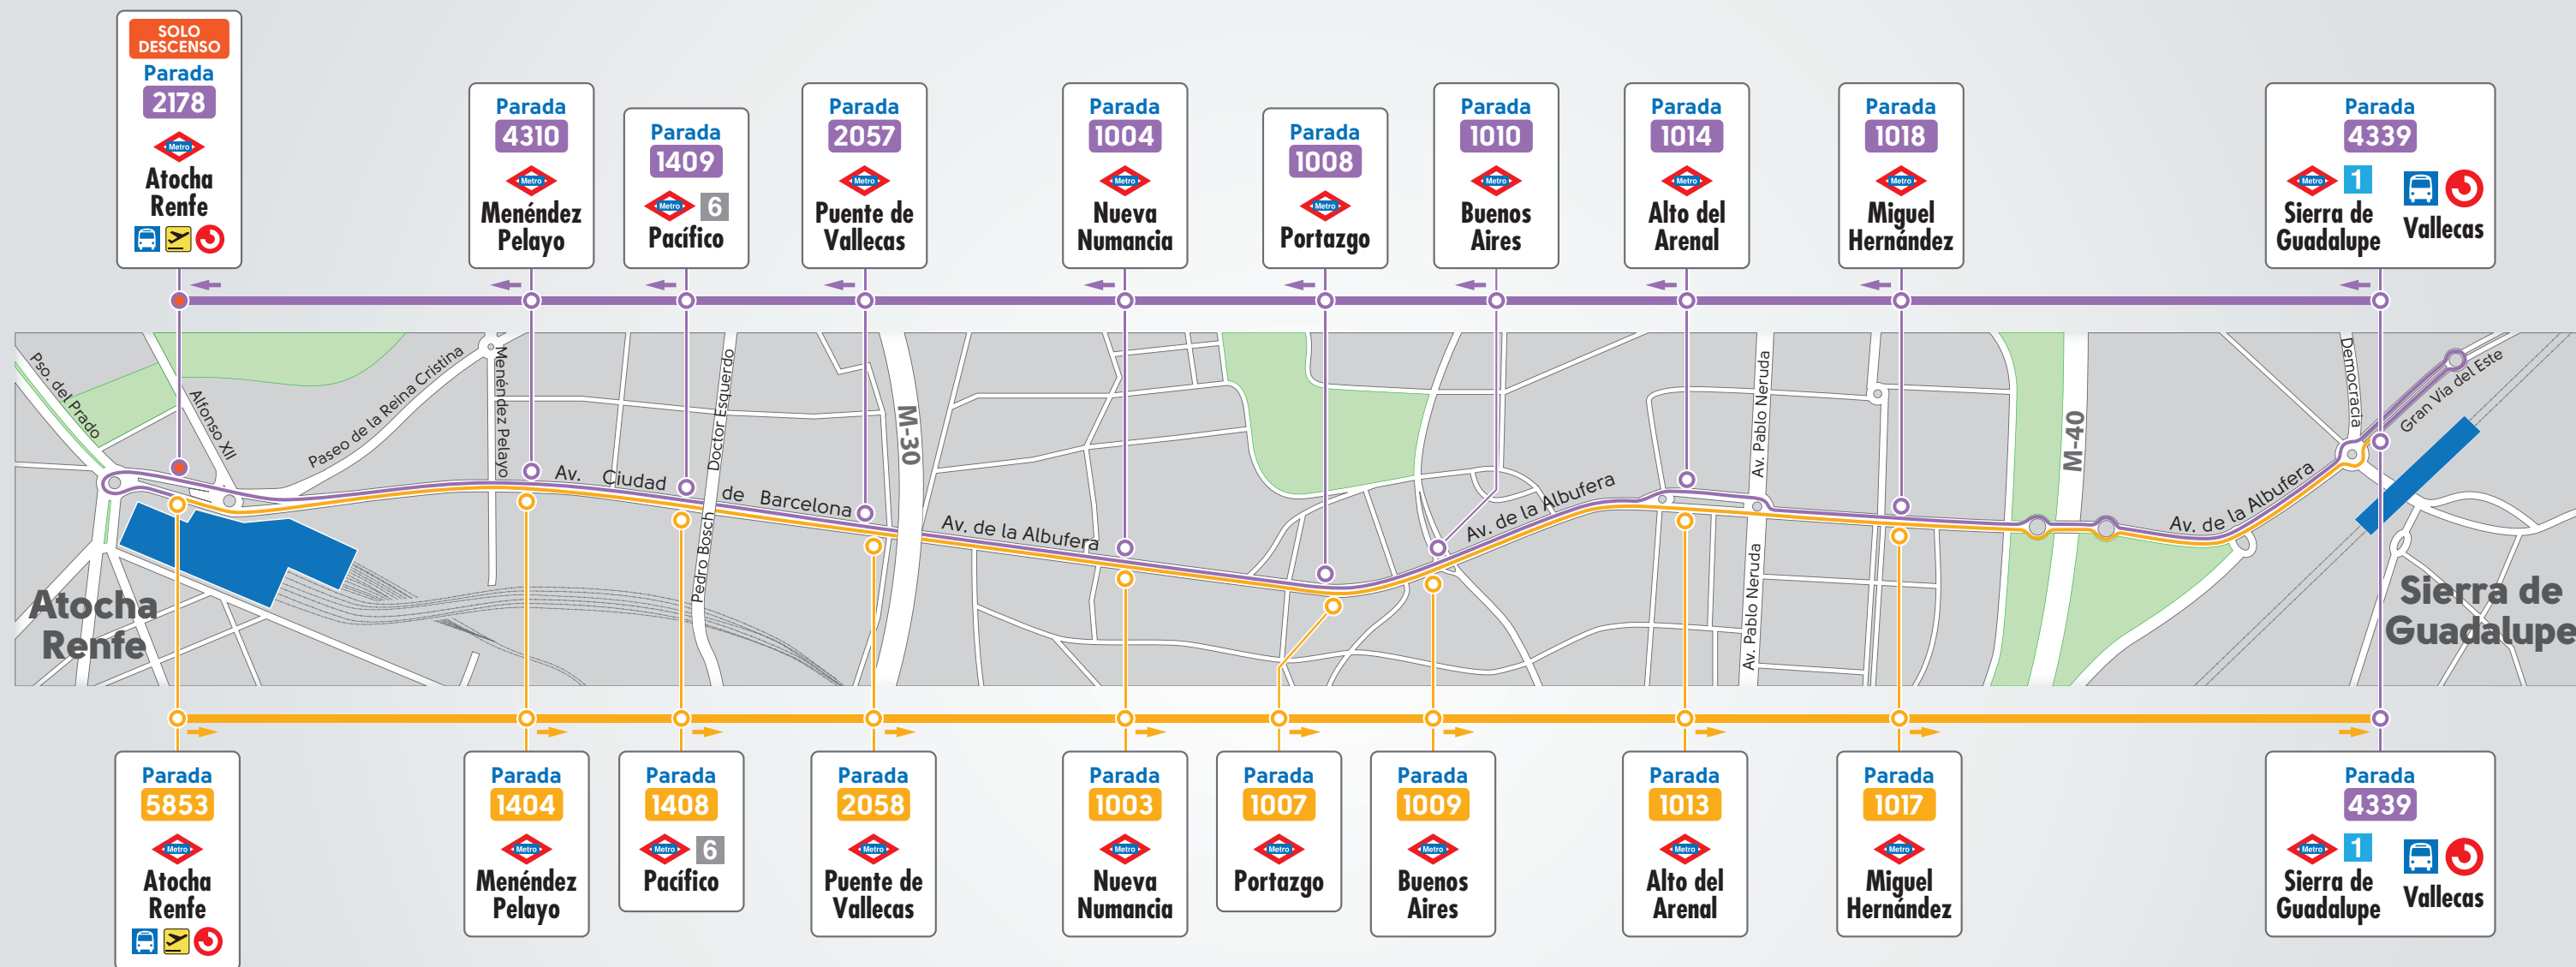 SOLO
DESCENSO
Parada
2178
Metro
Atocha
Renfe
Parada
4310
Metro
Menéndez
Pelayo
Parada
1409
Metro 6
Pacífico
Parada
2057
Metro
Puente de
Vallecas
Parada
1004
Metro
Nueva
Numancia
Parada
1008
Metro
Portazgo
Parada
1010
Metro
Buenos
Aires
Parada
1014
Metro
Alto del
Arenal
Parada
1018
Metro
Miguel
Hernández
Parada
4339
Metro 1
Sierra de
Guadalupe
Vallecas
Pso. del Prado
Alfonso XII
Paseo de la Reina Cristina
Menéndez Pelayo
Av. Ciudad de Barcelona
Doctor Esquerdo
Pedro Bosch
M-30
Av. de la Albufera
Av. de la Albufera
Av. Pablo Neruda
Av. Pablo Neruda
M-40
Av. de la Albufera
Democracia
Gran Vía del Este
Atocha
Renfe
Sierra de
Guadalupe
Parada
5853
Metro
Atocha
Renfe
Parada
1404
Metro
Menéndez
Pelayo
Parada
1408
Metro 6
Pacífico
Parada
2058
Metro
Puente de
Vallecas
Parada
1003
Metro
Nueva
Numancia
Parada
1007
Metro
Portazgo
Parada
1009
Metro
Buenos
Aires
Parada
1013
Metro
Alto del
Arenal
Parada
1017
Metro
Miguel
Hernández
Parada
4339
Metro 1
Sierra de
Guadalupe
Vallecas